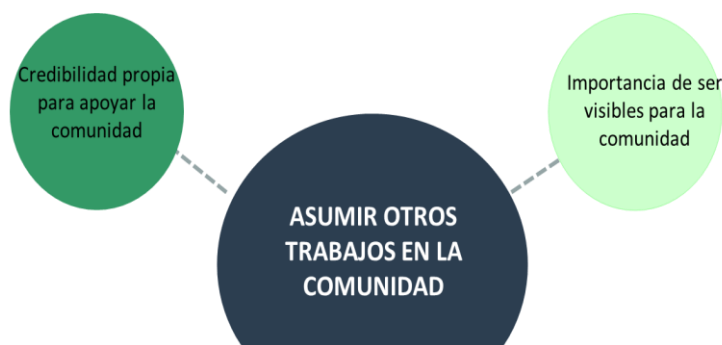 Credibilidad propia
para apoyar la
comunidad
Importancia de ser
visibles para la
comunidad
ASUMIR OTROS
TRABAJOS EN LA
COMUNIDAD